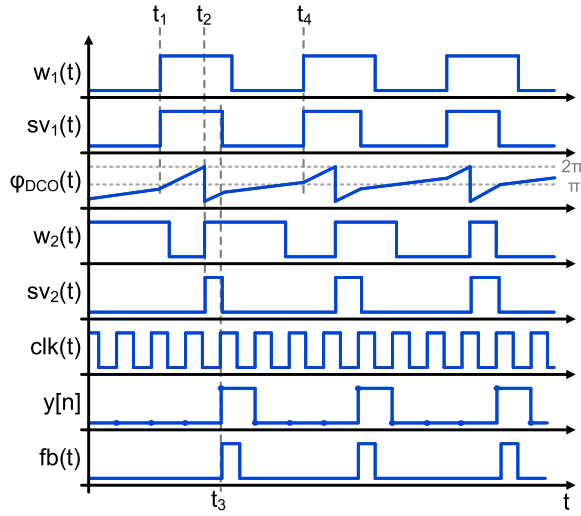 t₁ t₂ t₄
w₁(t)
sv₁(t)
φDCO(t) 2π
π
w₂(t)
sv₂(t)
clk(t)
y[n]
fb(t)
t₃ t